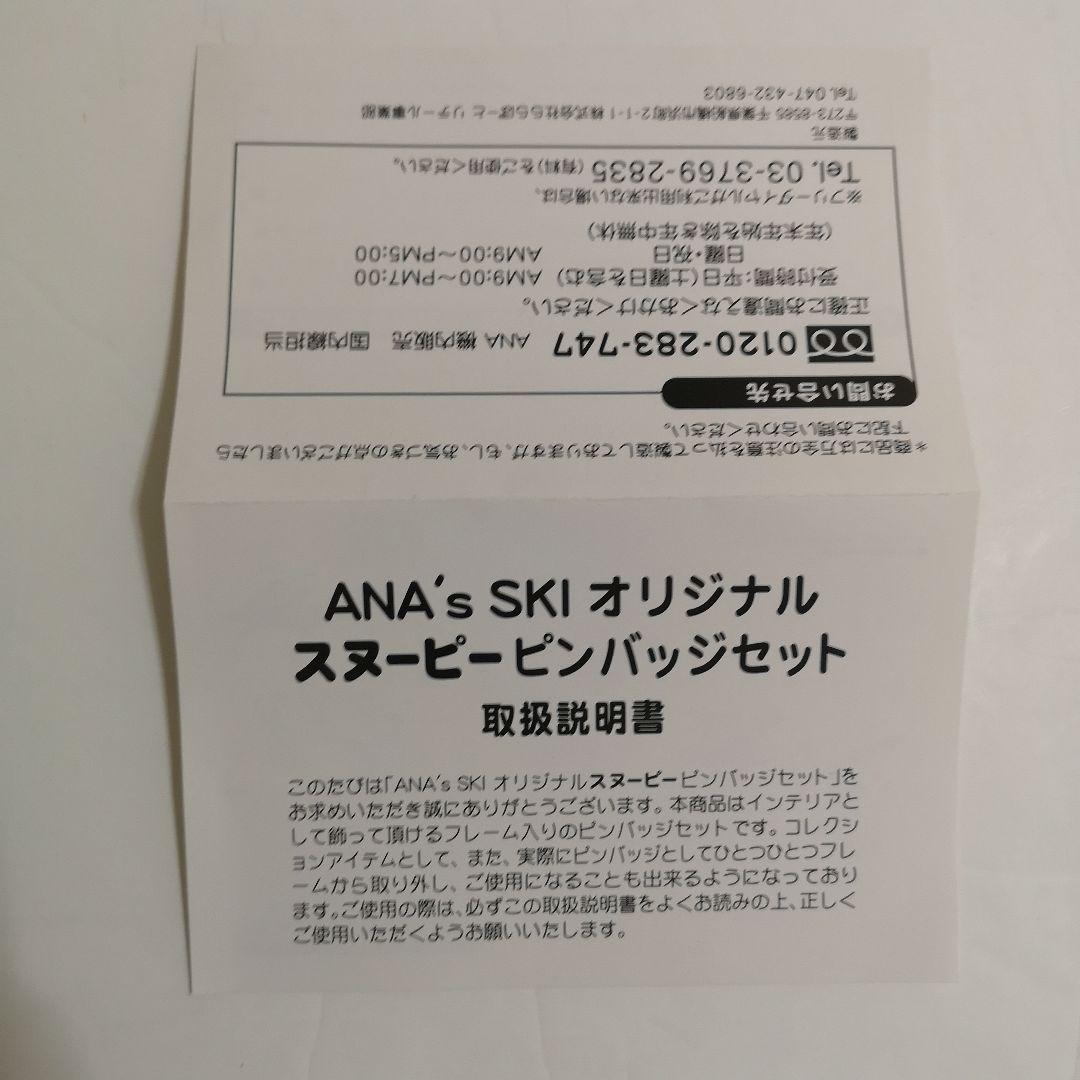 ANA's SKI オリジナル
スヌーピーピンバッジセット
取扱説明書
このたびは「ANA's SKI オリジナルスヌーピーピンバッジセット」を
お求めいただき誠にありがとうございます。本商品はインテリアと
して飾って頂けるフレーム入りのピンバッジセットです。コレクシ
ョンアイテムとして、また、実際にピンバッジとしてひとつひとつフレ
ームから取り外し、ご使用になることも出来るようになっており
ます。ご使用の際は、必ずこの取扱説明書をよくお読みの上、正しく
ご使用いただくようお願いいたします。
*商品には万全の注意を払って製造しておりますが、もし、お気づきの点がございましたら
下記にお問い合わせください。
お問い合せ先
0120-283-747 ANA 機内販売 国内線担当
正確にお間違えなくおかけください。
受付時間:平日(土曜日を含む) AM9:00〜PM7:00
日曜・祝日 AM9:00〜PM5:00
(年末年始を除き年中無休)
※フリーダイヤルがご利用出来ない場合は、
Tel. 03-3769-2835 (有料)をご使用ください。
製造元
〒273-8585 千葉県船橋市浜町2-1-1 株式会社ららぽーと リテール事業部
Tel. 047-432-6803